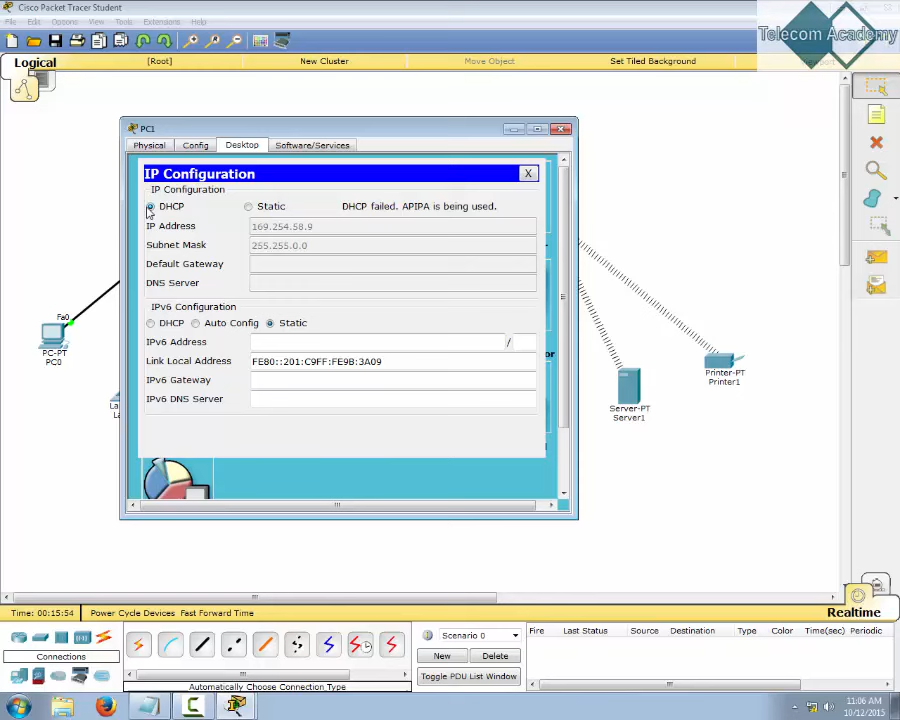 Cisco Packet Tracer Student
File Edit Options View Tools Extensions Help
Telecom Academy
Logical [Root] New Cluster Move Object Set Tiled Background
PC1
Physical Config Desktop Software/Services
IP Configuration X
IP Configuration
DHCP Static DHCP failed. APIPA is being used.
IP Address 169.254.58.9
Subnet Mask 255.255.0.0
Default Gateway
DNS Server
IPv6 Configuration
DHCP Auto Config Static
IPv6 Address /
Link Local Address FE80::201:C9FF:FE9B:3A09
IPv6 Gateway
IPv6 DNS Server
Fa0
PC-PT
PC0
La
La
or
Printer-PT
Printer1
Server-PT
Server1
Time: 00:15:54 Power Cycle Devices Fast Forward Time
Realtime
Connections
Automatically Choose Connection Type
Scenario 0
New Delete
Toggle PDU List Window
Fire Last Status Source Destination Type Color Time(sec) Periodic
11:06 AM
10/12/2015